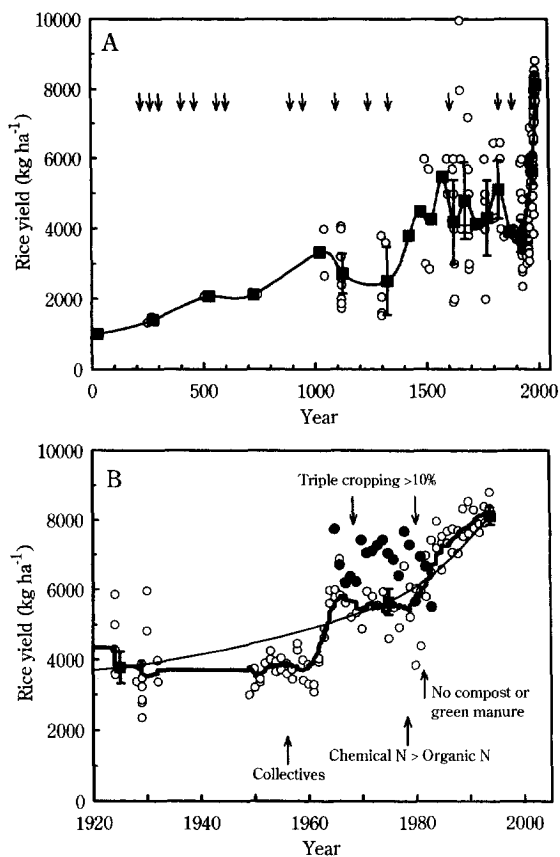 A
Rice yield (kg ha-1)
10000
8000
6000
4000
2000
0
0
500
1000
1500
2000
Year
B
Rice yield (kg ha-1)
10000
8000
6000
4000
2000
0
Triple cropping >10%
No compost or
green manure
Chemical N > Organic N
Collectives
1920
1940
1960
1980
2000
Year